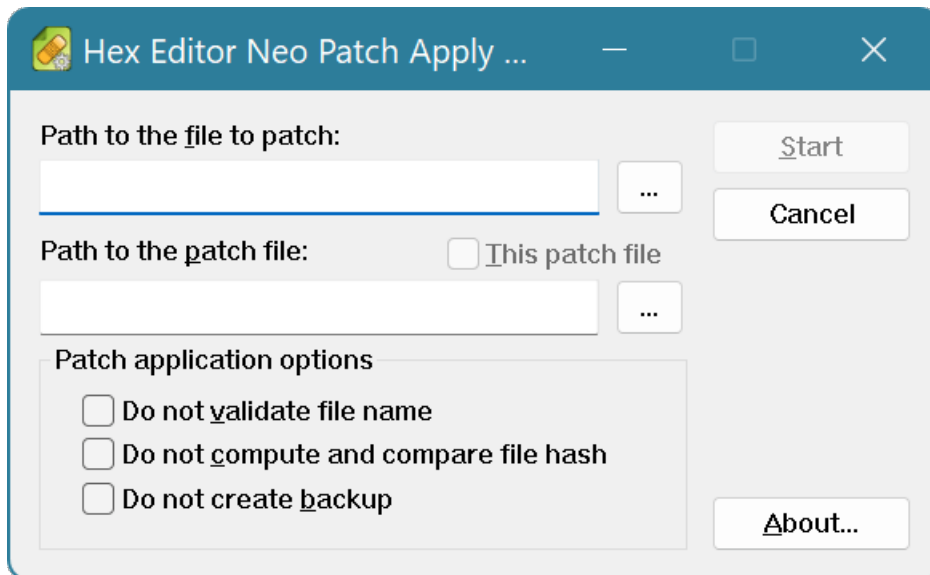 Hex Editor Neo Patch Apply ...
Path to the file to patch:
...
Start
Cancel
Path to the patch file:
This patch file
...
Patch application options
Do not validate file name
Do not compute and compare file hash
Do not create backup
About...